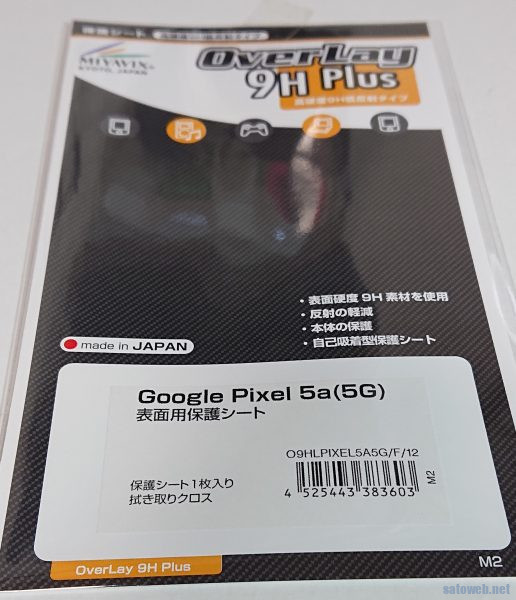 保護シート
MIYAVIX®
KYOTO, JAPAN
OverLay
9H Plus
高硬度9H低反射タイプ
・表面硬度 9H 素材を使用
・反射の軽減
・本体の保護
・自己吸着型保護シート
made in JAPAN
Google Pixel 5a(5G)
表面用保護シート
O9HLPIXEL5A5G/F/12
保護シート1枚入り
拭き取りクロス
4 525443 383603
M2
OverLay 9H Plus
M2
satoweb.net